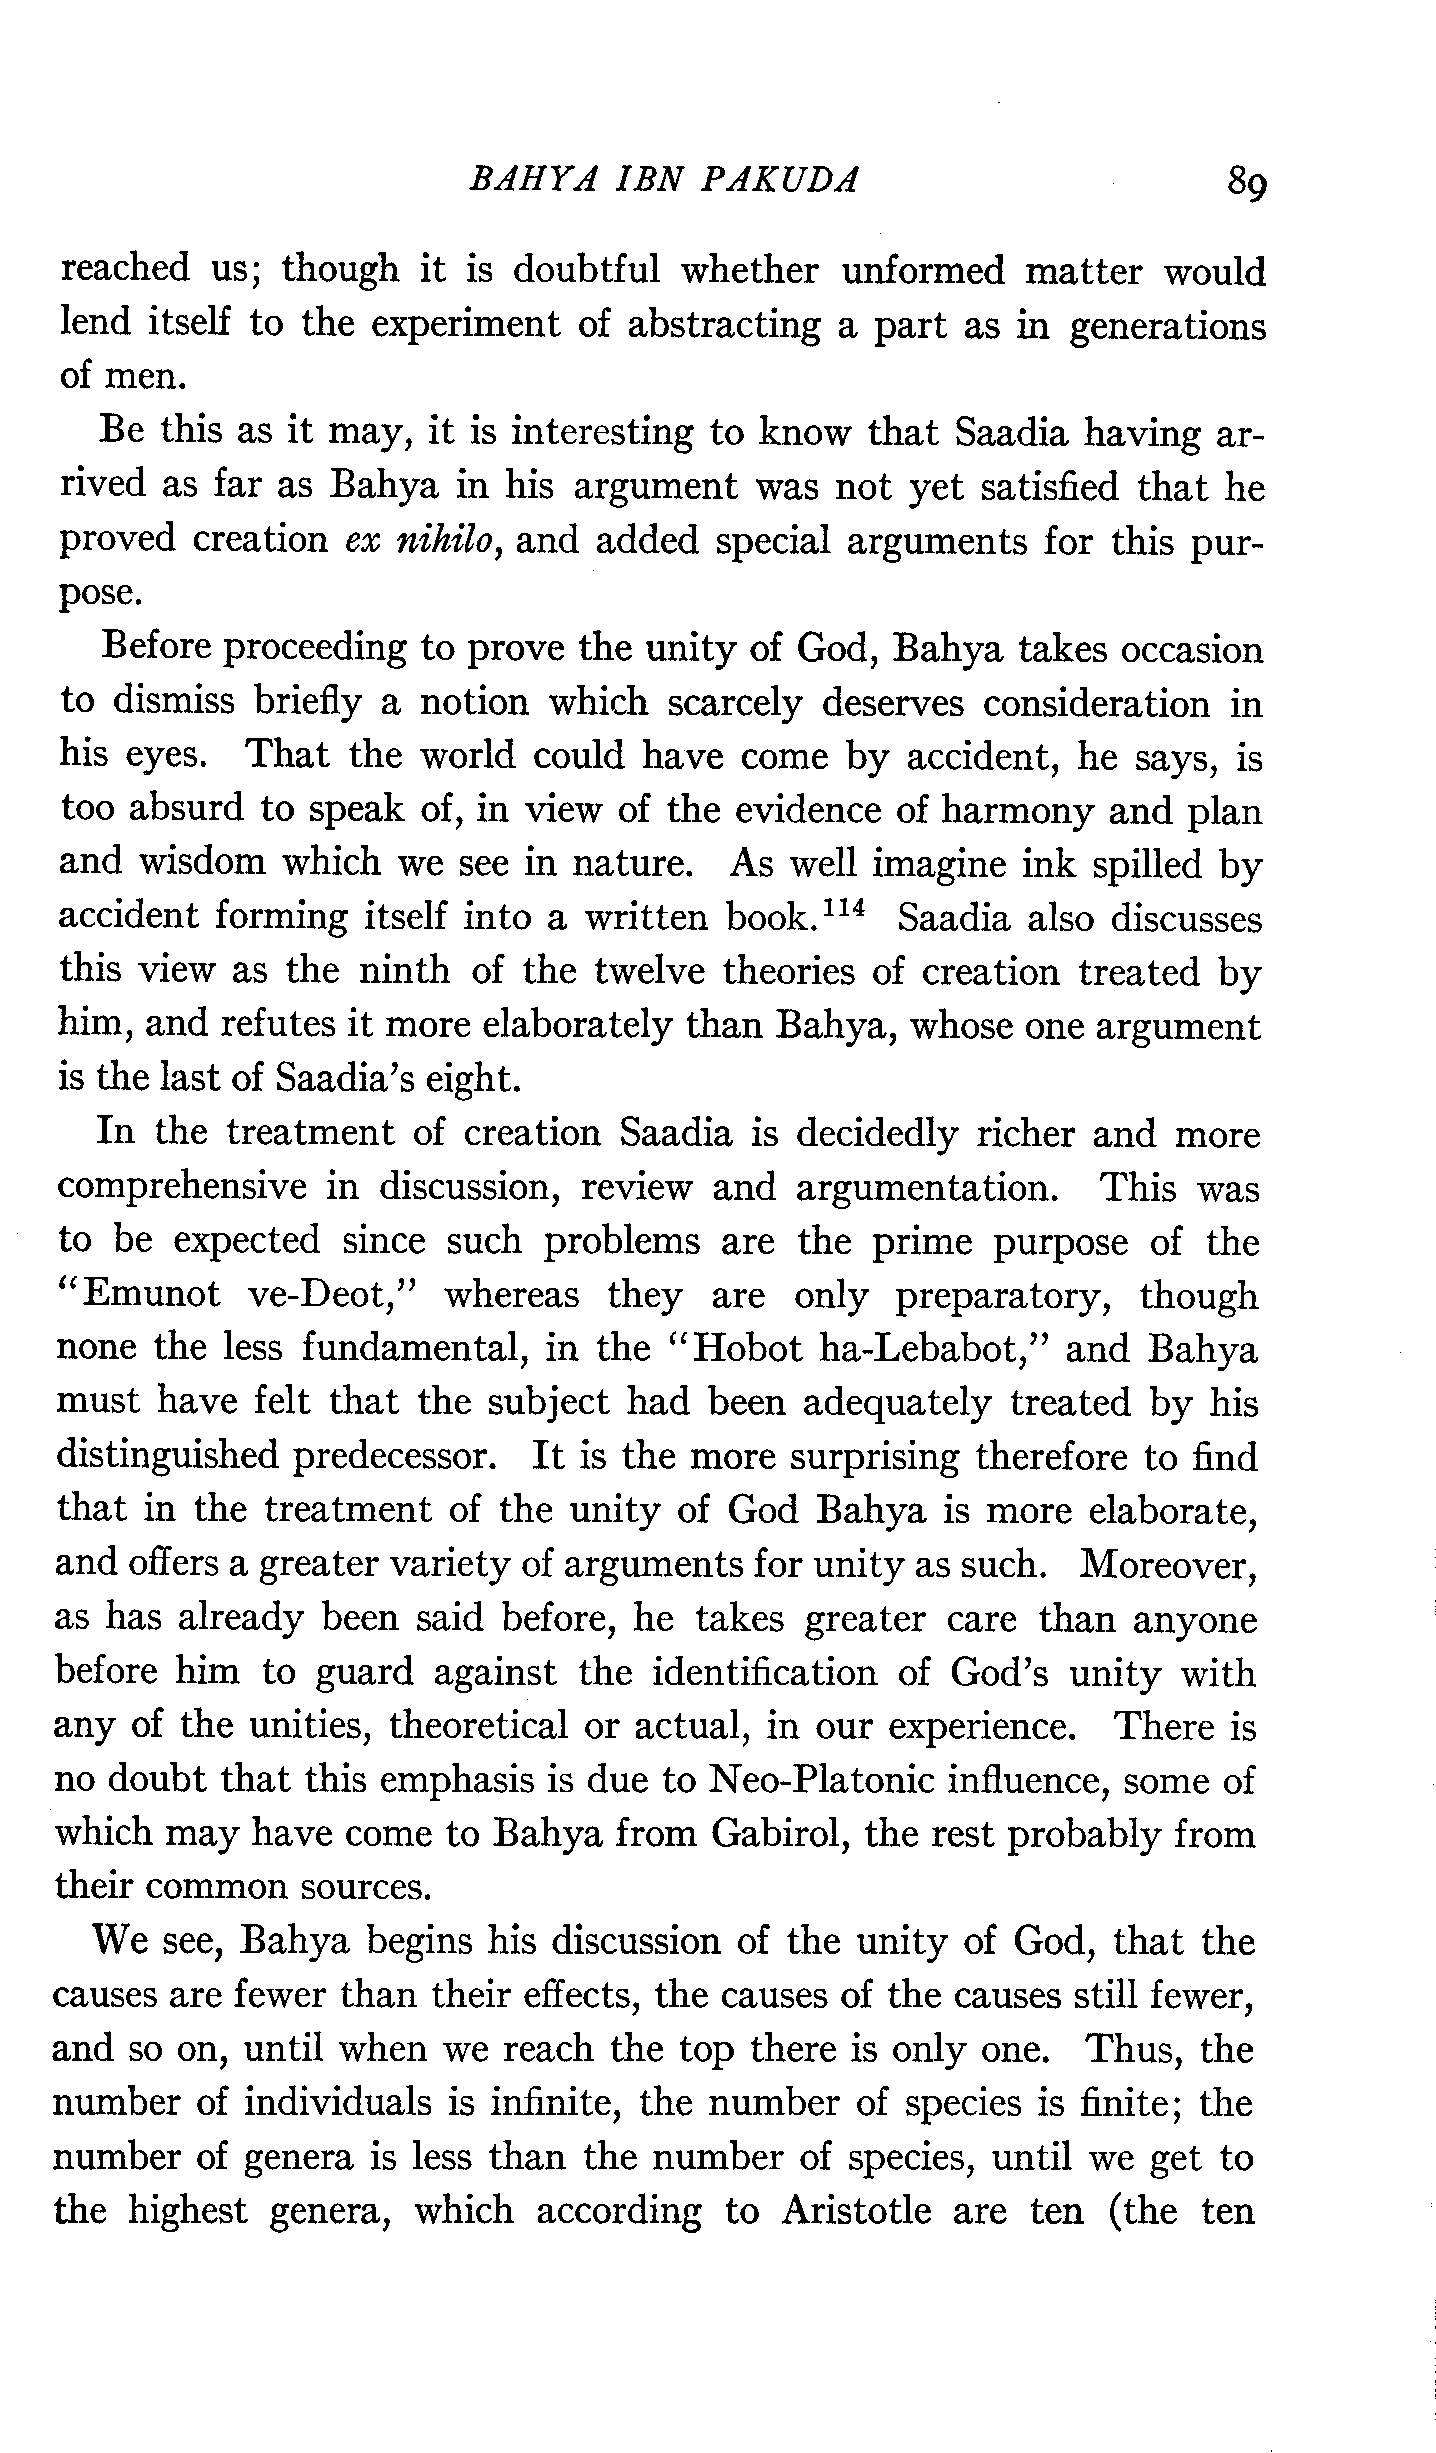 BAHYA IBN PAKUDA 89
reached us; though it is doubtful whether unformed matter would
lend itself to the experiment of abstracting a part as in generations
of men.
Be this as it may, it is interesting to know that Saadia having ar-
rived as far as Bahya in his argument was not yet satisfied that he
proved creation ex nihilo, and added special arguments for this pur-
pose.
Before proceeding to prove the unity of God, Bahya takes occasion
to dismiss briefly a notion which scarcely deserves consideration in
his eyes. That the world could have come by accident, he says, is
too absurd to speak of, in view of the evidence of harmony and plan
and wisdom which we see in nature. As well imagine ink spilled by
accident forming itself into a written book.¹¹⁴ Saadia also discusses
this view as the ninth of the twelve theories of creation treated by
him, and refutes it more elaborately than Bahya, whose one argument
is the last of Saadia's eight.
In the treatment of creation Saadia is decidedly richer and more
comprehensive in discussion, review and argumentation. This was
to be expected since such problems are the prime purpose of the
"Emunot ve-Deot," whereas they are only preparatory, though
none the less fundamental, in the "Hobot ha-Lebabot," and Bahya
must have felt that the subject had been adequately treated by his
distinguished predecessor. It is the more surprising therefore to find
that in the treatment of the unity of God Bahya is more elaborate,
and offers a greater variety of arguments for unity as such. Moreover,
as has already been said before, he takes greater care than anyone
before him to guard against the identification of God's unity with
any of the unities, theoretical or actual, in our experience. There is
no doubt that this emphasis is due to Neo-Platonic influence, some of
which may have come to Bahya from Gabirol, the rest probably from
their common sources.
We see, Bahya begins his discussion of the unity of God, that the
causes are fewer than their effects, the causes of the causes still fewer,
and so on, until when we reach the top there is only one. Thus, the
number of individuals is infinite, the number of species is finite; the
number of genera is less than the number of species, until we get to
the highest genera, which according to Aristotle are ten (the ten